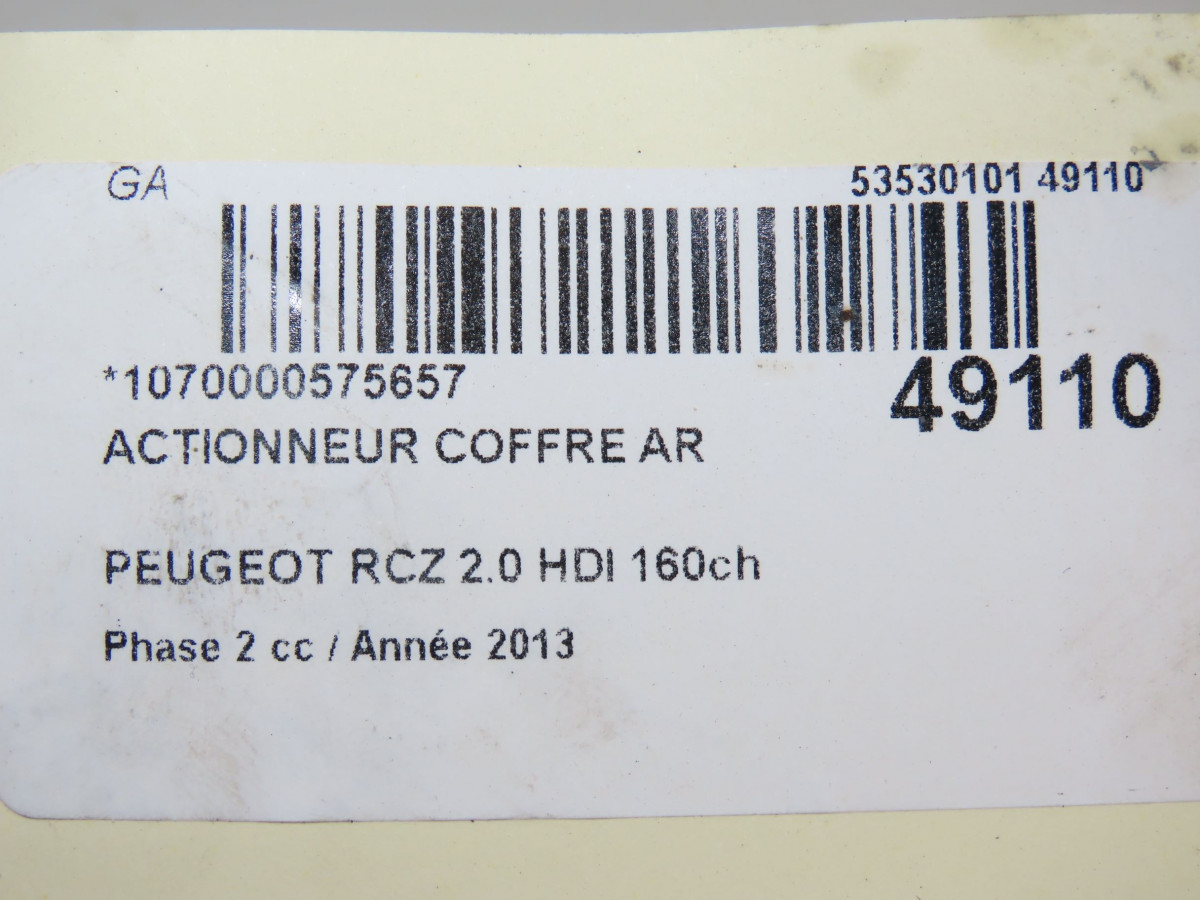 GA 53530101 49110
*1070000575657 49110
ACTIONNEUR COFFRE AR
PEUGEOT RCZ 2.0 HDI 160ch
Phase 2 cc / Année 2013